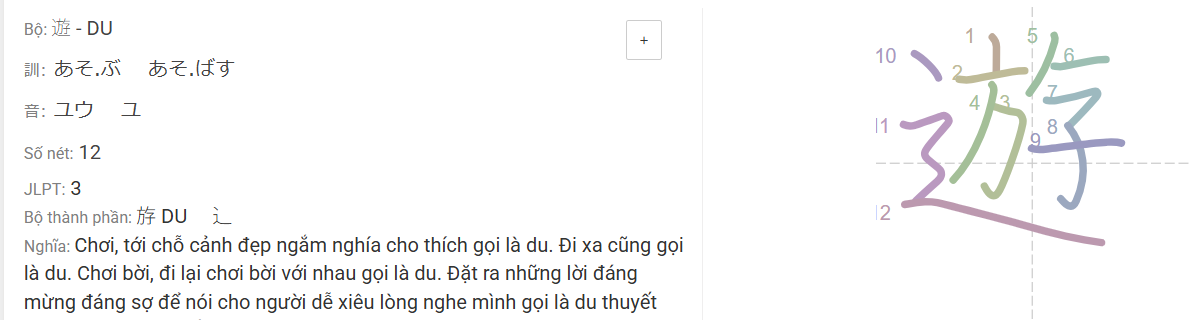 Bộ: 遊 - DU
+
訓: あそ.ぶ あそ.ばす
音: ユウ ユ
Số nét: 12
JLPT: 3
Bộ thành phần: 斿 DU 辶
Nghĩa: Chơi, tới chỗ cảnh đẹp ngắm nghía cho thích gọi là du. Đi xa cũng gọi
là du. Chơi bời, đi lại chơi bời với nhau gọi là du. Đặt ra những lời đáng
mừng đáng sợ để nói cho người dễ xiêu lòng nghe mình gọi là du thuyết
遊
1
2
3
4
5
6
7
8
9
10
11
12